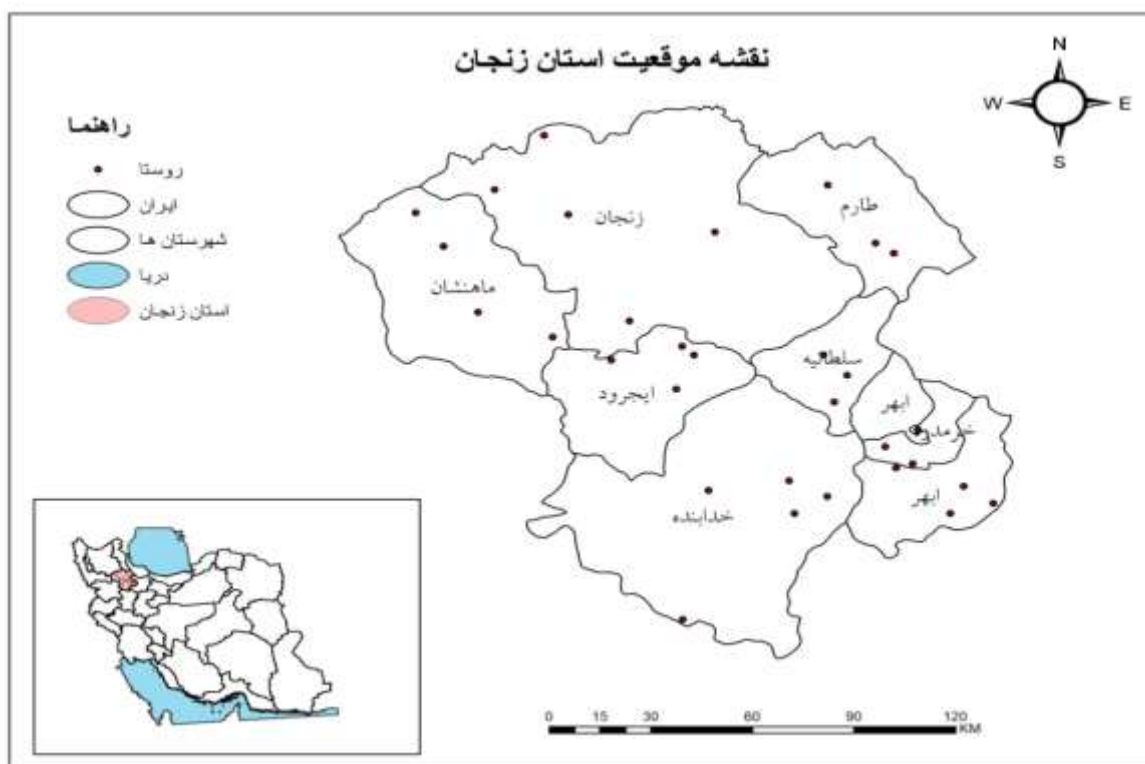 نقشه موقعیت استان زنجان
N
W
E
S
راهنما
روستا
ایران
شهرستان ها
دریا
استان زنجان
طارم
زنجان
ماهنشان
سلطانیه
ایجرود
ابهر
خرمدره
ابهر
خدابنده
0 15 30 60 90 120
KM